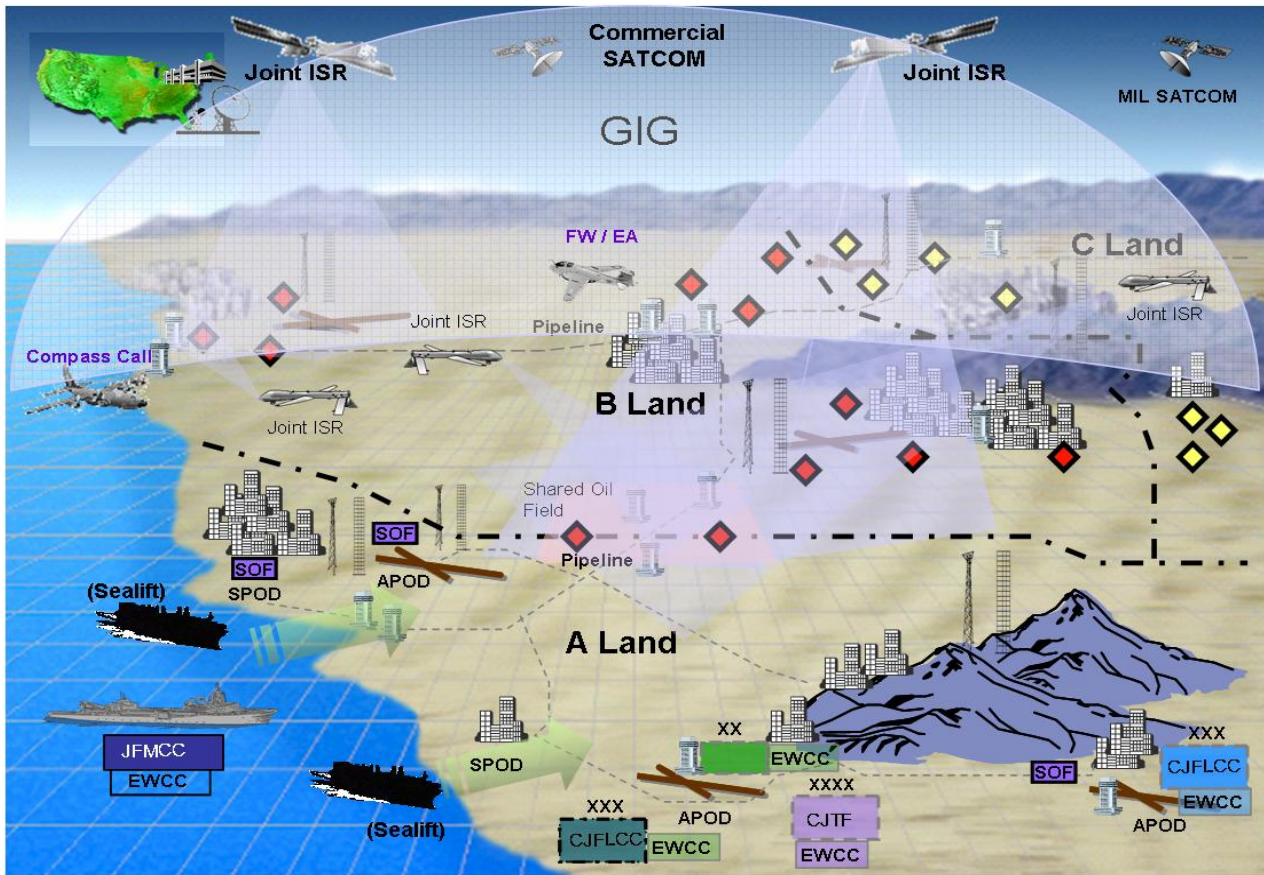 Commercial
SATCOM
Joint ISR
Joint ISR
MIL SATCOM
GIG
FW / EA
C Land
Joint ISR
Pipeline
Joint ISR
Compass Call
B Land
Joint ISR
Shared Oil
Field
SOF
Pipeline
SOF
APOD
SPOD
(Sealift)
A Land
JFMCC
EWCC
SPOD
XX
EWCC
SOF
XXX
CJFLCC
EWCC
XXXX
CJTF
EWCC
XXX
CJFLCC
EWCC
APOD
APOD
(Sealift)